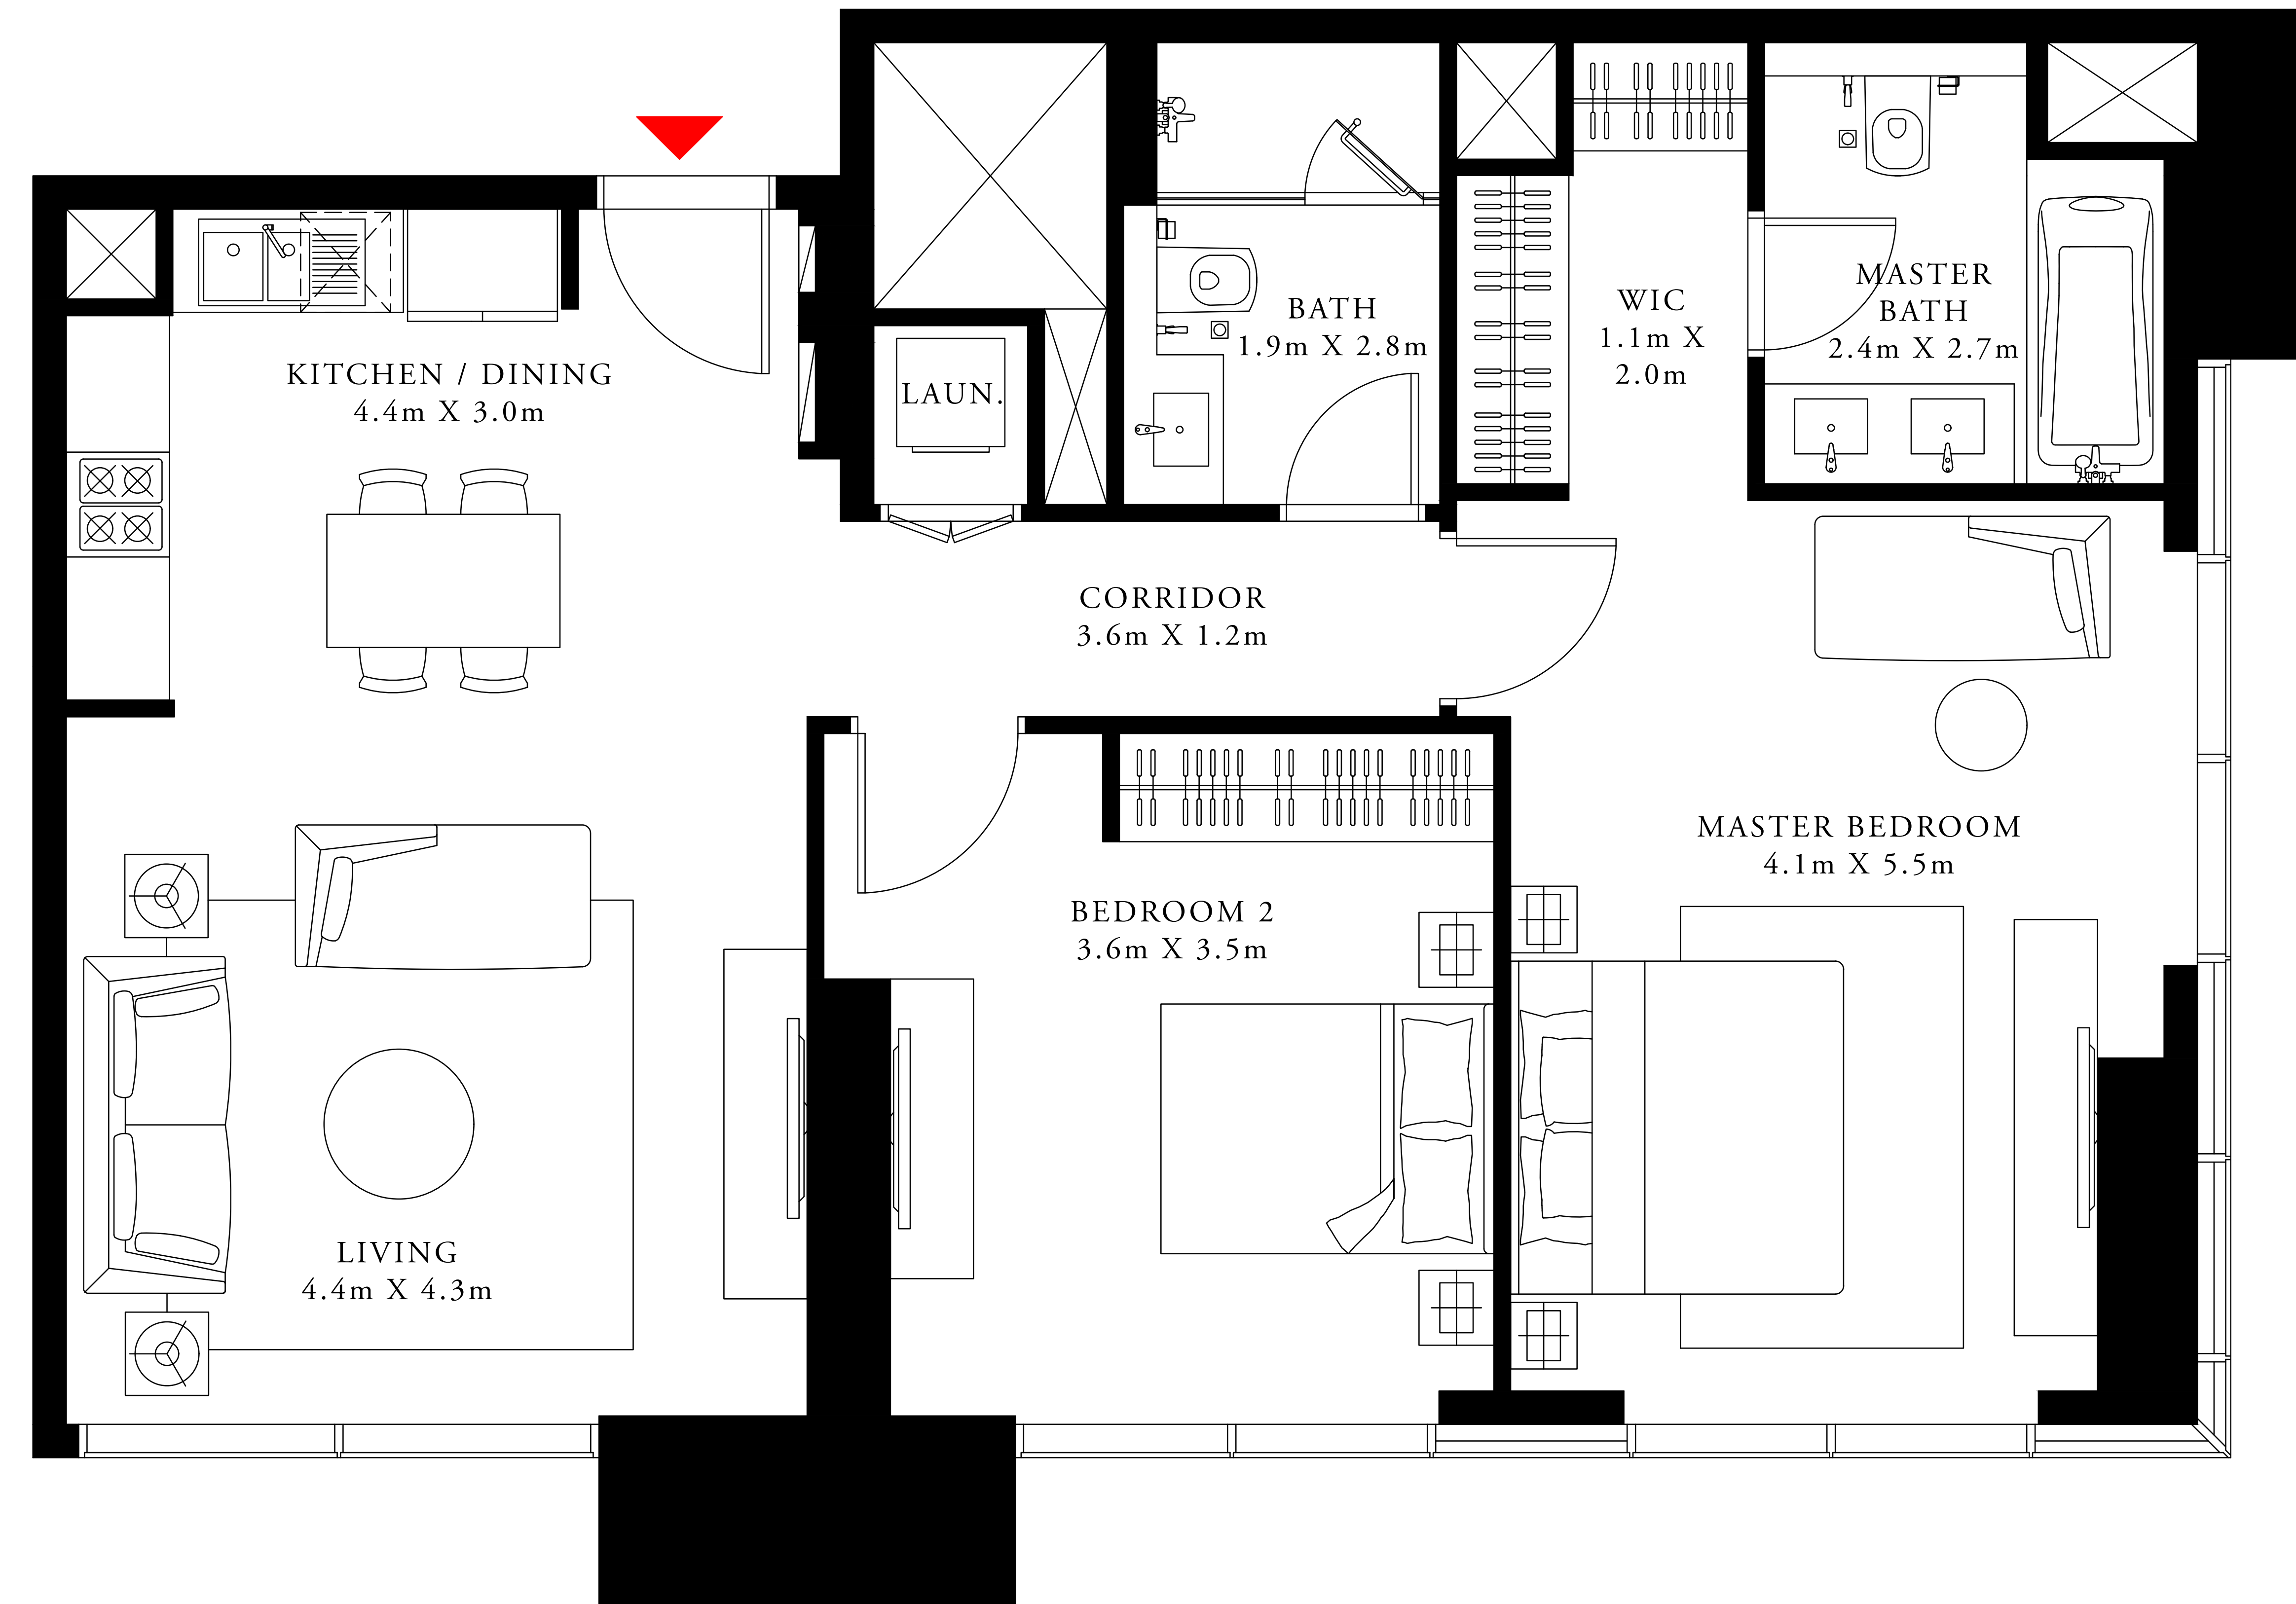 KITCHEN / DINING
4.4m X 3.0m
LAUN.
BATH
1.9m X 2.8m
WIC
1.1m X
2.0m
MASTER
BATH
2.4m X 2.7m
CORRIDOR
3.6m X 1.2m
MASTER BEDROOM
4.1m X 5.5m
BEDROOM 2
3.6m X 3.5m
LIVING
4.4m X 4.3m